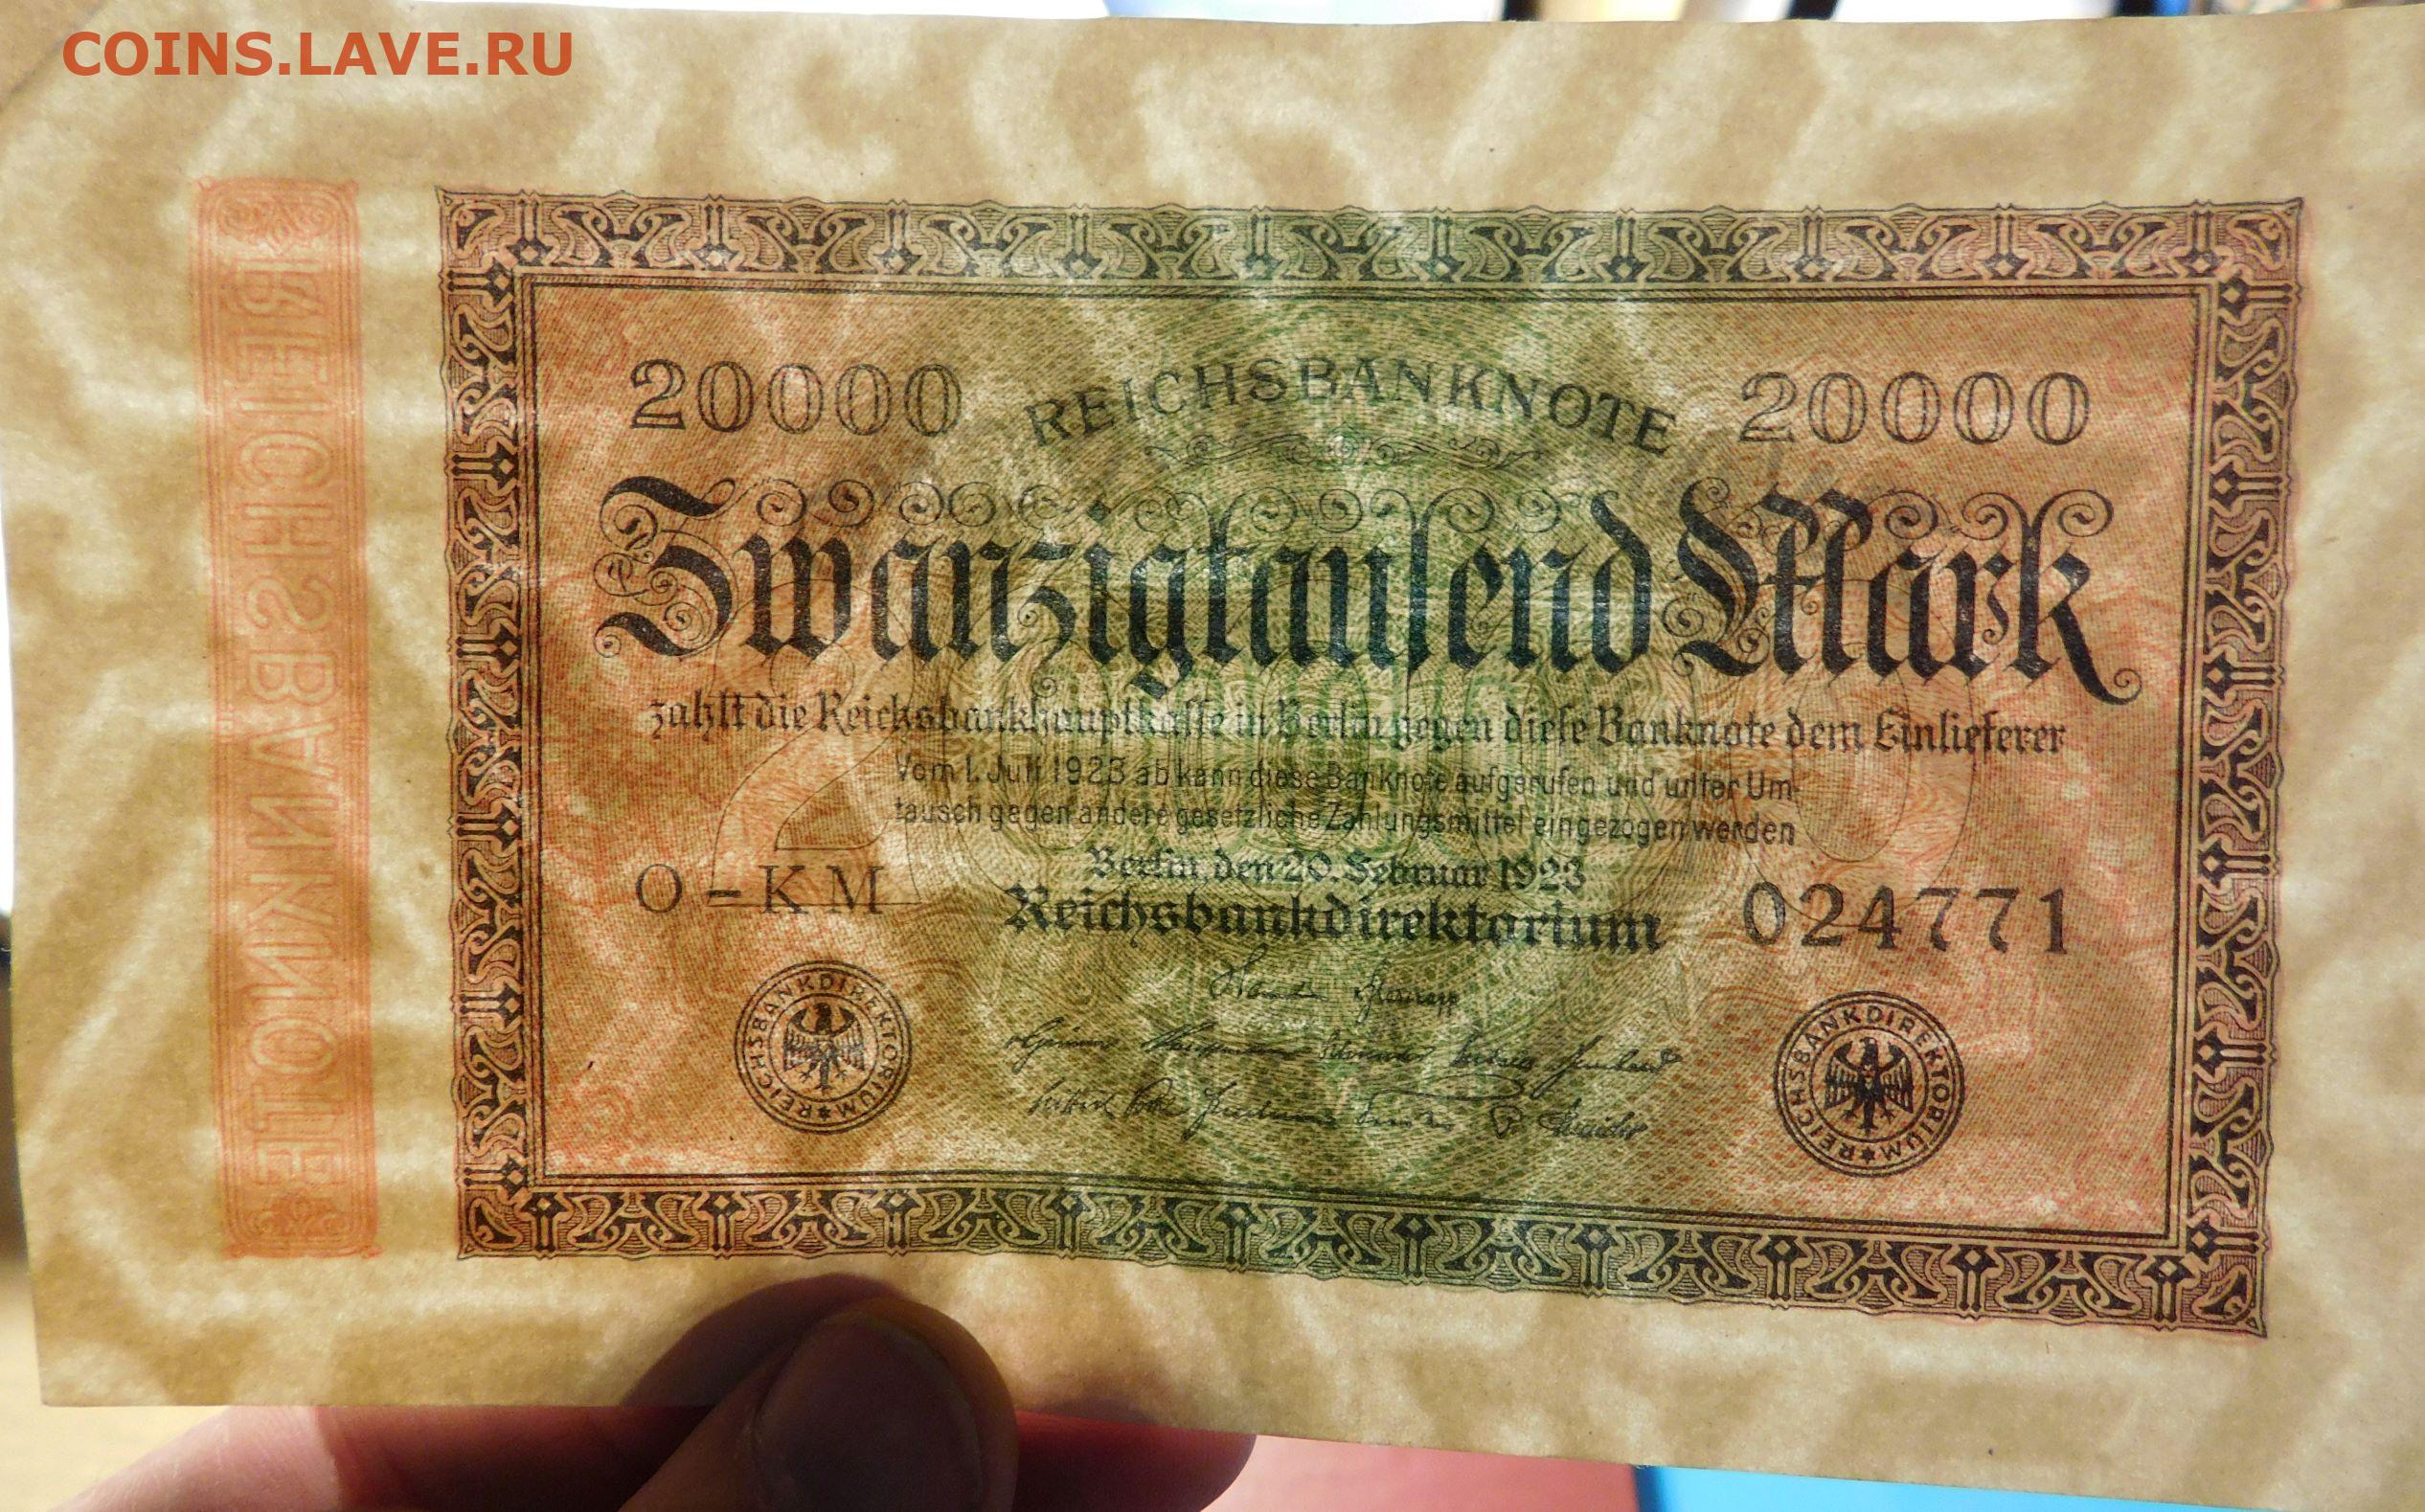 COINS.LAVE.RU
REICHSBANKNOTE
20000 REICHSBANKNOTE 20000
Zwanzigtausend Mark
zahlt die Reichsbankhauptkasse in Berlin gegen diese Banknote dem Einlieferer
Vom 1. Juli 1923 ab kann diese Banknote aufgerufen und unter Um-
tausch gegen andere gesetzliche Zahlungsmittel eingezogen werden
Berlin, den 20. Februar 1923
O-KM Reichsbankdirektorium 024771
REICHSBANKDIREKTORIUM
REICHSBANKDIREKTORIUM